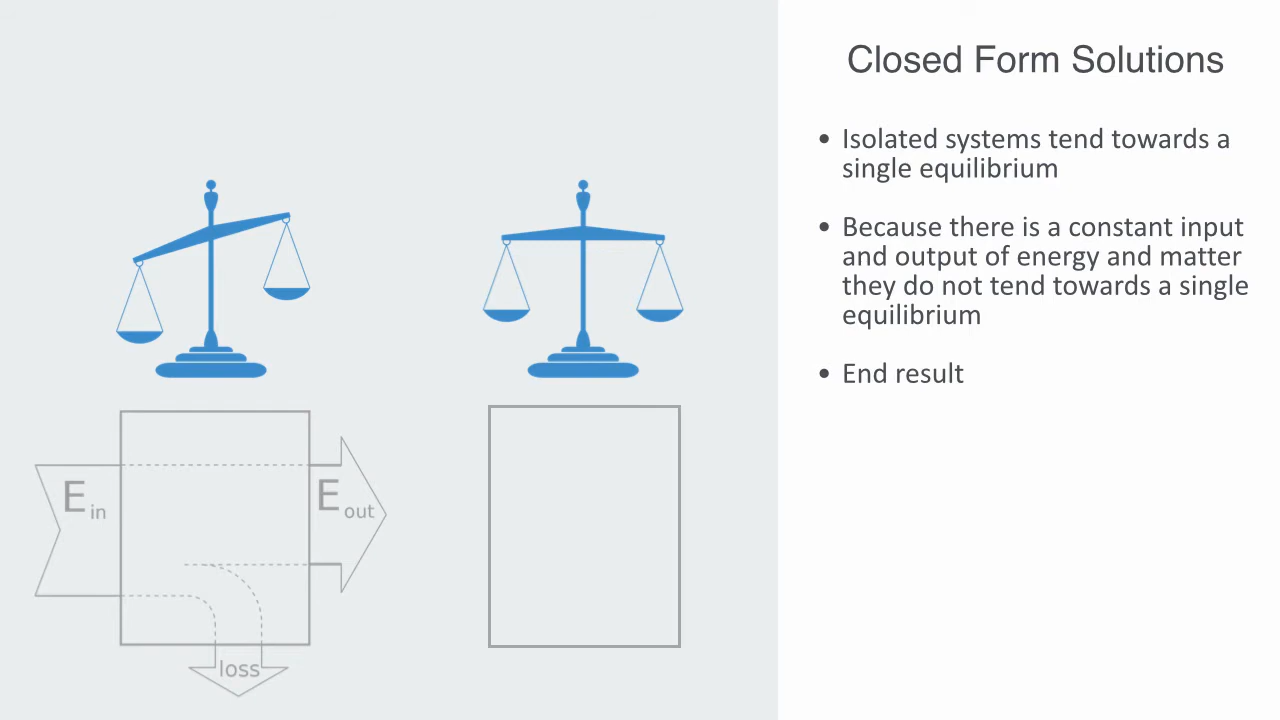 Closed Form Solutions
• Isolated systems tend towards a
single equilibrium
• Because there is a constant input
and output of energy and matter
they do not tend towards a single
equilibrium
• End result
E in
E out
loss